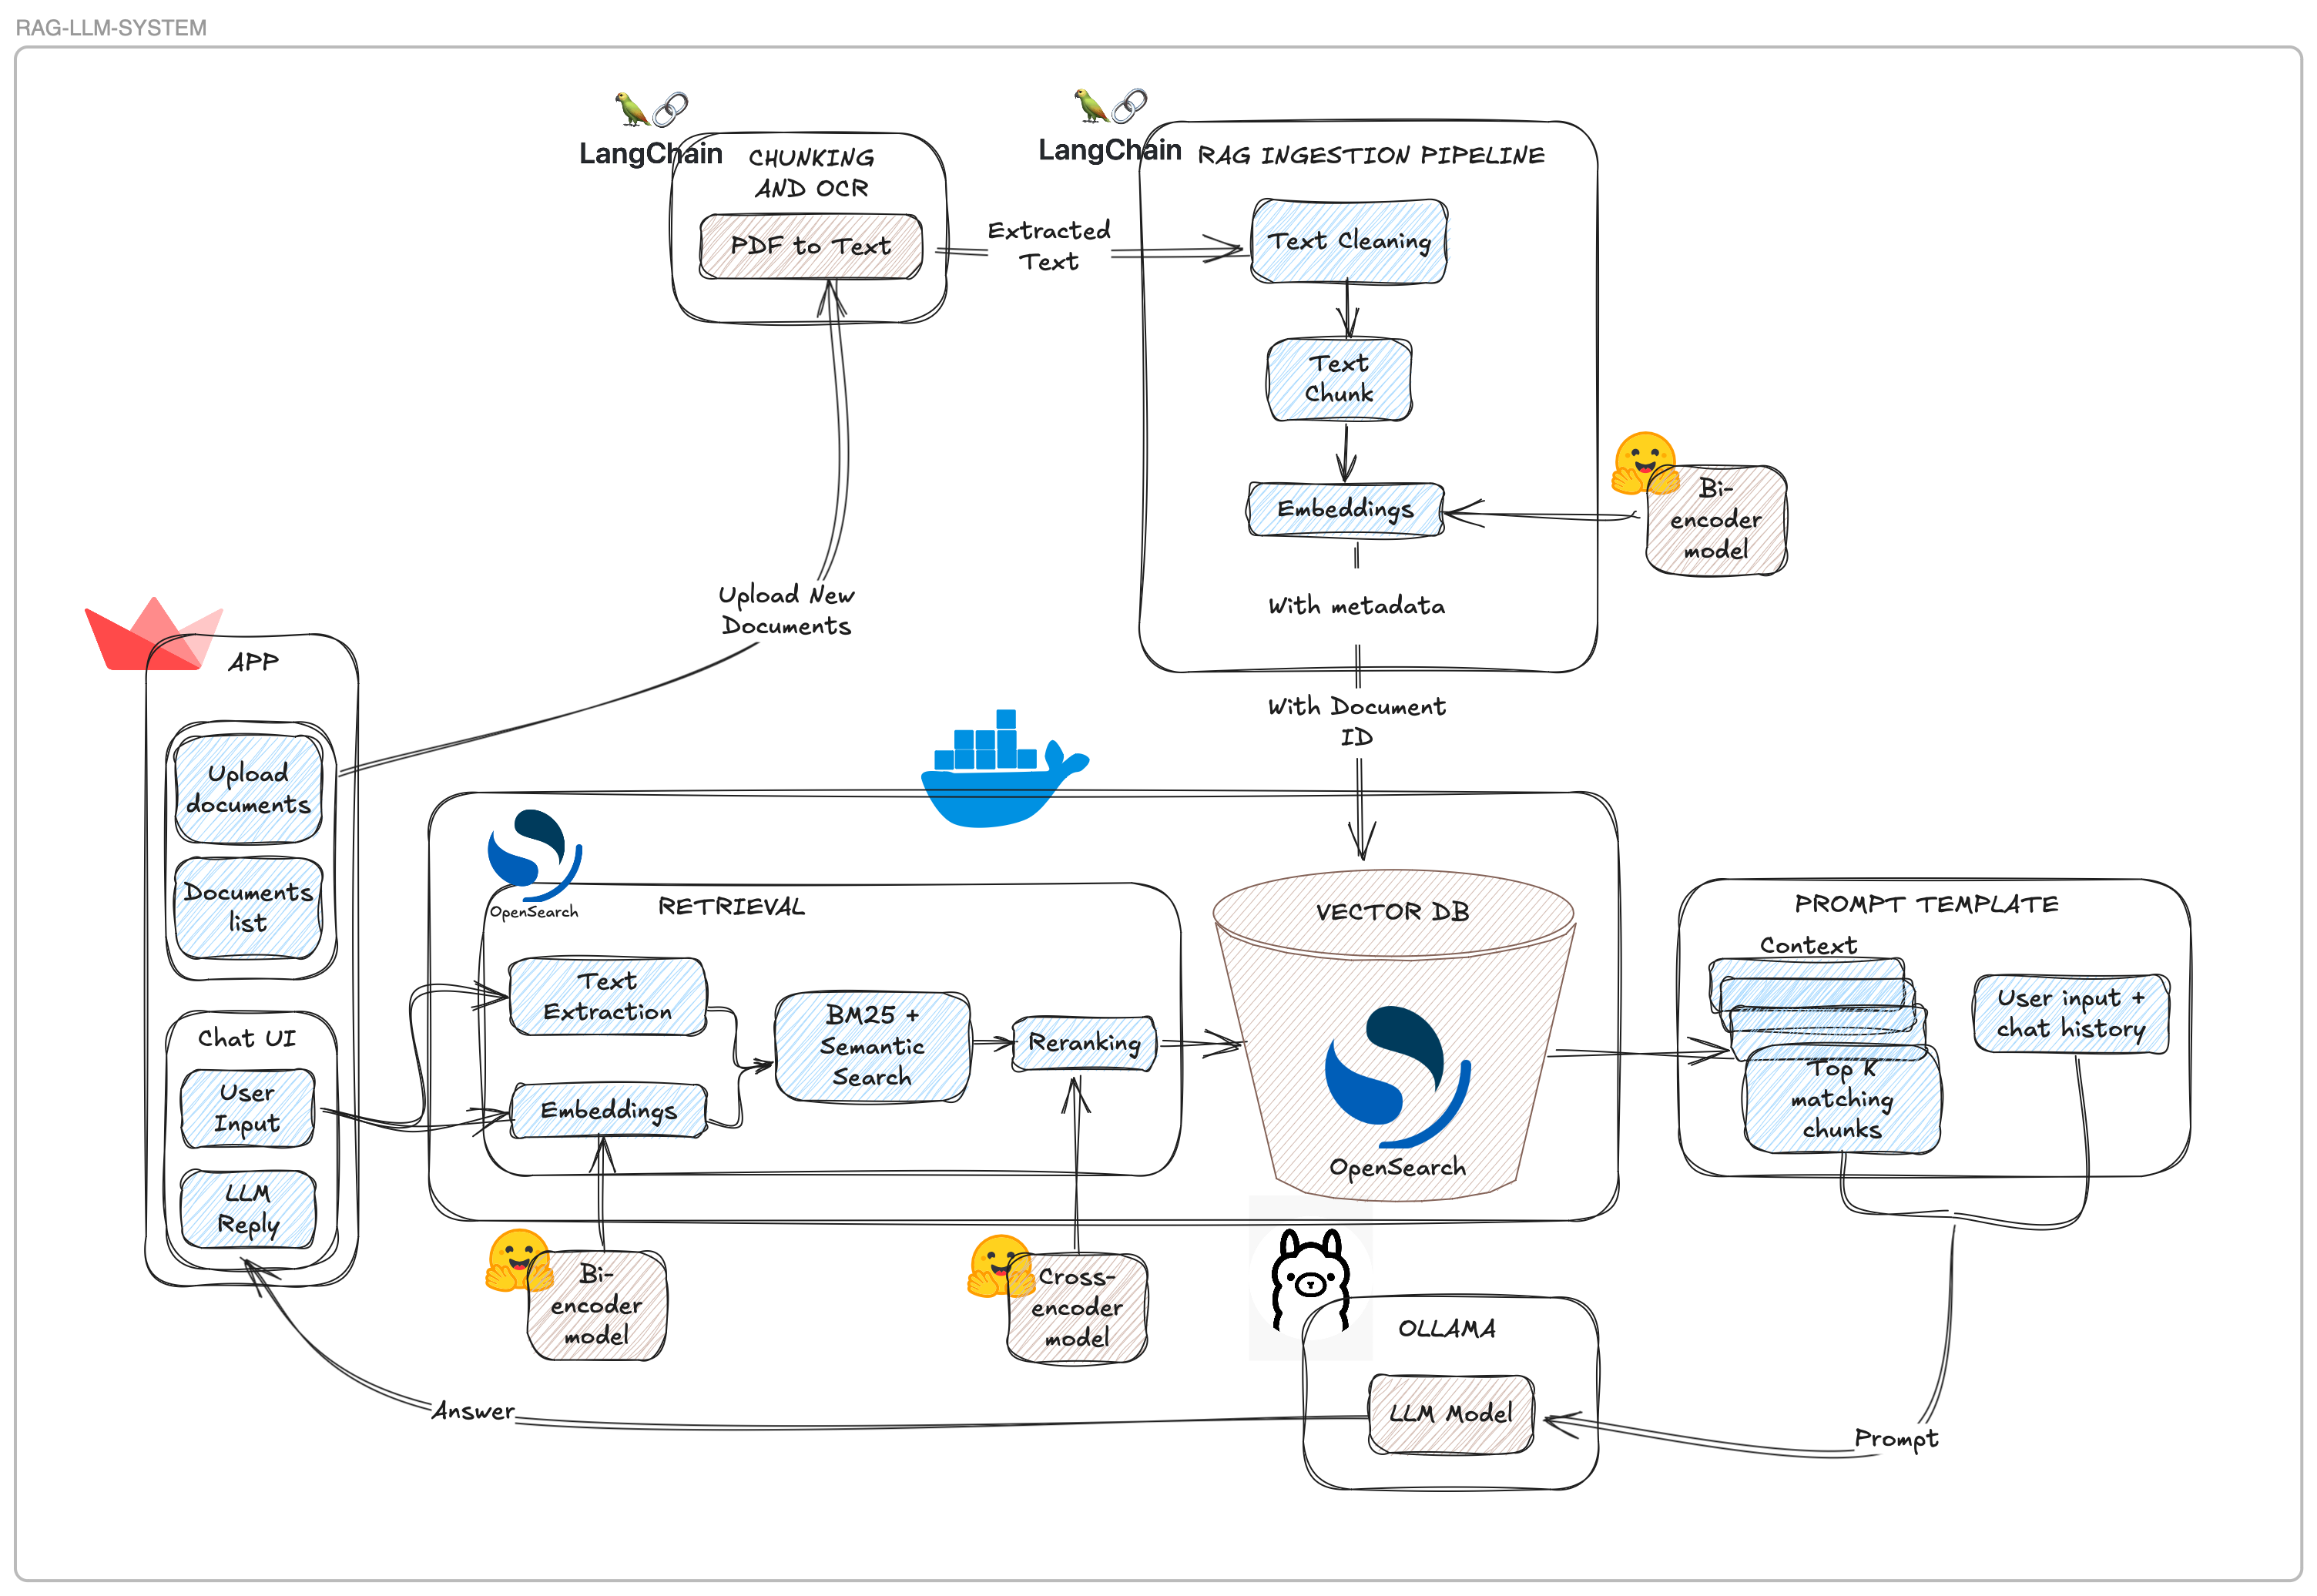 RAG-LLM-SYSTEM
LangChain
CHUNKING
AND OCR
PDF to Text
Extracted
Text
LangChain
RAG INGESTION PIPELINE
Text Cleaning
Text
Chunk
Embeddings
Bi-
encoder
model
With metadata
With Document
ID
Upload New
Documents
APP
Upload
documents
Documents
list
Chat UI
User
Input
LLM
Reply
OpenSearch
RETRIEVAL
Text
Extraction
Embeddings
BM25 +
Semantic
Search
Reranking
VECTOR DB
OpenSearch
PROMPT TEMPLATE
Context
Top K
matching
chunks
User input +
chat history
Bi-
encoder
model
Cross-
encoder
model
OLLAMA
LLM Model
Answer
Prompt